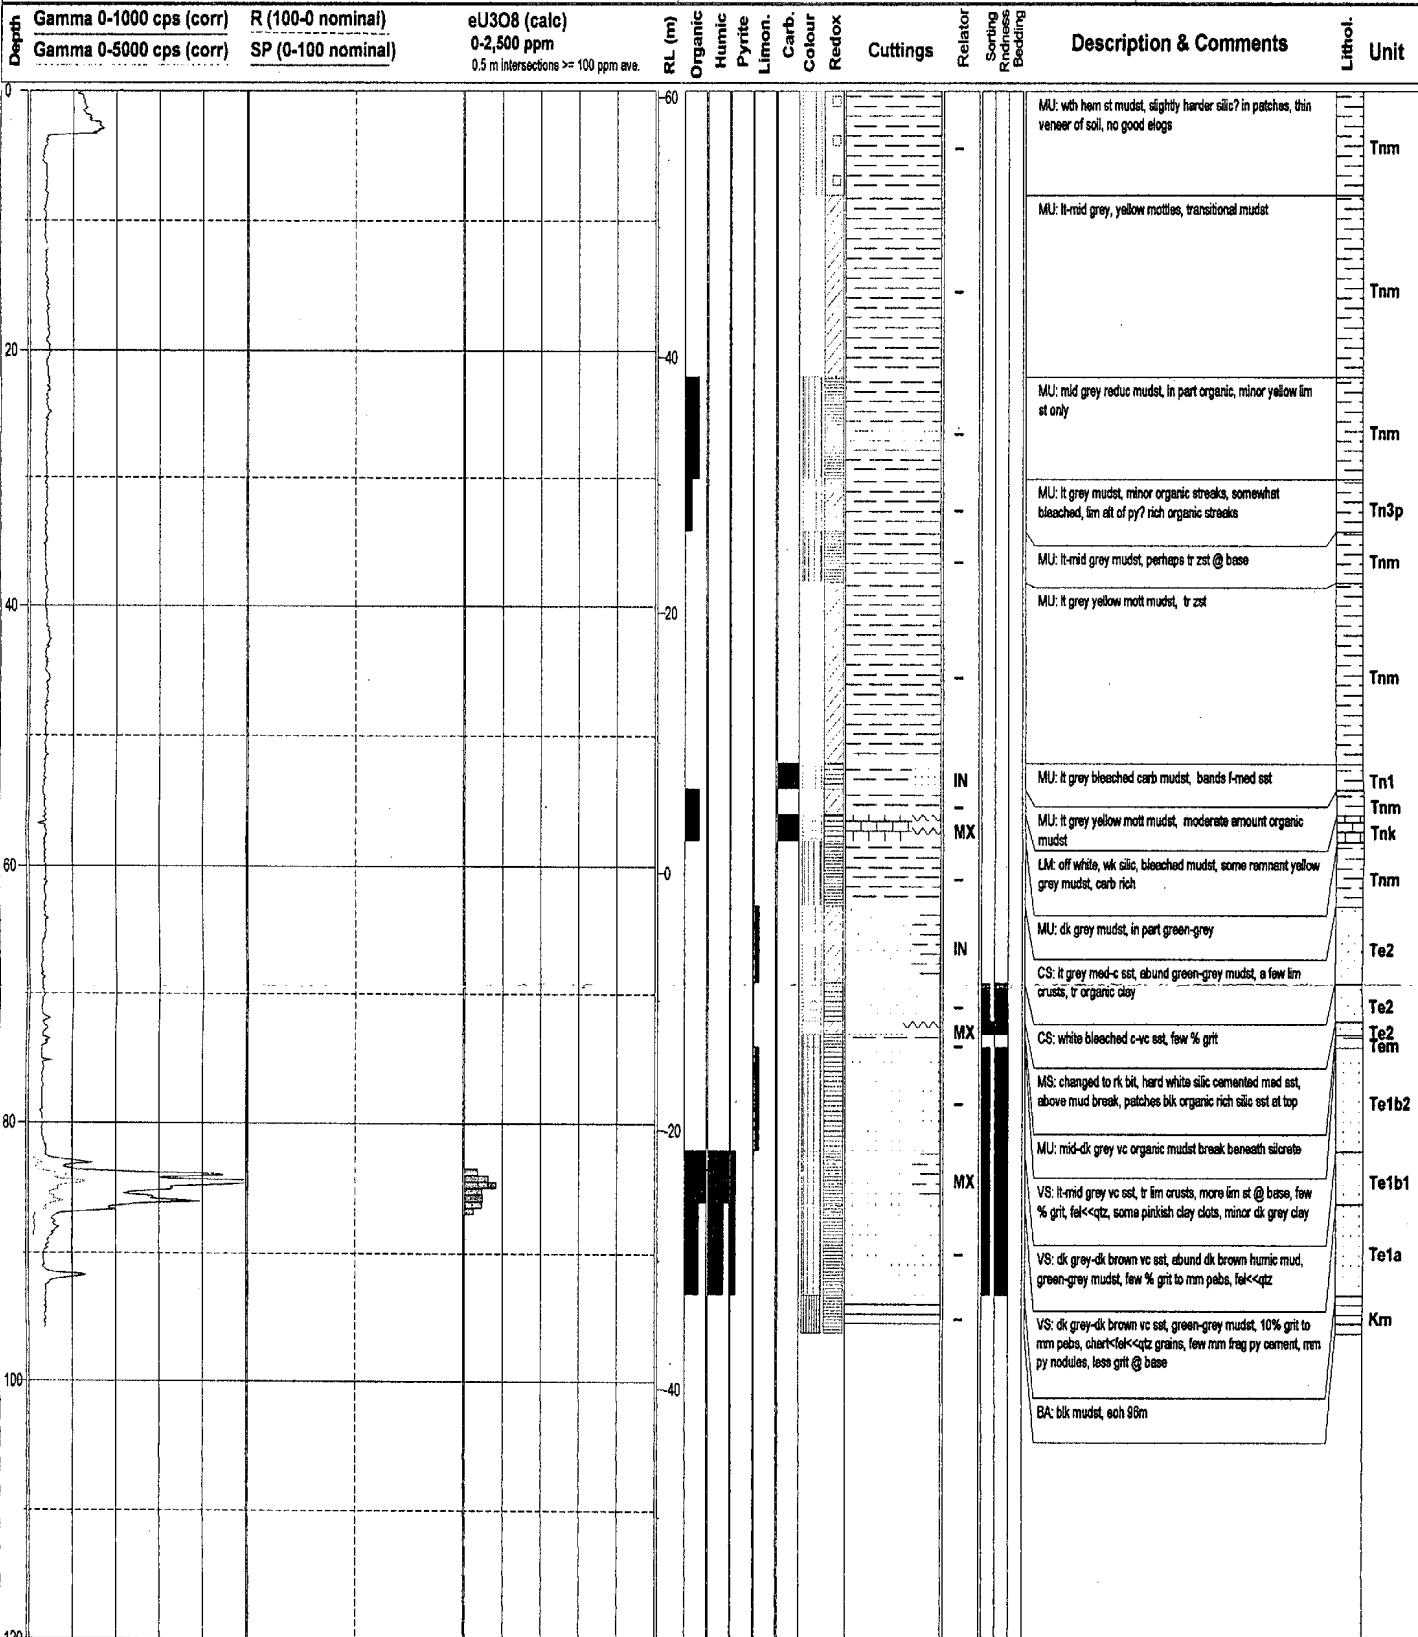 Depth
Gamma 0-1000 cps (corr)
Gamma 0-5000 cps (corr)
R (100-0 nominal)
SP (0-100 nominal)
eU3O8 (calc)
0-2,500 ppm
0.5 m intersections >= 100 ppm ave.
RL (m)
Organic
Humic
Pyrite
Limon.
Carb.
Colour
Redox
Cuttings
Relator
Sorting
Rndness
Bedding
Description & Comments
Lithol.
Unit
0
20
40
60
80
100
120
60
40
20
0
-20
-40
IN
MX
IN
MX
MX
MU: wth hem st mudst, slightly harder silic? in patches, thin
veneer of soil, no good elogs
MU: lt-mid grey, yellow mottles, transitional mudst
MU: mid grey reduc mudst, in part organic, minor yellow lim
st only
MU: lt grey mudst, minor organic streaks, somewhat
bleached, lim alt of py? rich organic streaks
MU: lt-mid grey mudst, perhaps tr zst @ base
MU: lt grey yellow mott mudst, tr zst
MU: lt grey bleached carb mudst, bands f-med sst
MU: lt grey yellow mott mudst, moderate amount organic
mudst
LM: off white, wk silic, bleached mudst, some remnant yellow
grey mudst, carb rich
MU: dk grey mudst, in part green-grey
CS: lt grey med-c sst, abund green-grey mudst, a few lim
crusts, tr organic clay
CS: white bleached c-vc sst, few % grit
MS: changed to rk bit, hard white silic cemented med sst,
above mud break, patches blk organic rich silic sst at top
MU: mid-dk grey vc organic mudst break beneath silcrete
VS: lt-mid grey vc sst, tr lim crusts, more lim st @ base, few
% grit, fel<<qtz, some pinkish clay clots, minor dk grey clay
VS: dk grey-dk brown vc sst, abund dk brown humic mud,
green-grey mudst, few % grit to mm pebs, fel<<qtz
VS: dk grey-dk brown vc sst, green-grey mudst, 10% grit to
mm pebs, chert<fel<<qtz grains, few mm frag py cement, mm
py nodules, less grit @ base
BA: blk mudst, eoh 96m
Tnm
Tnm
Tnm
Tn3p
Tnm
Tnm
Tn1
Tnm
Tnk
Tnm
Te2
Te2
Te2
Tem
Te1b2
Te1b1
Te1a
Km